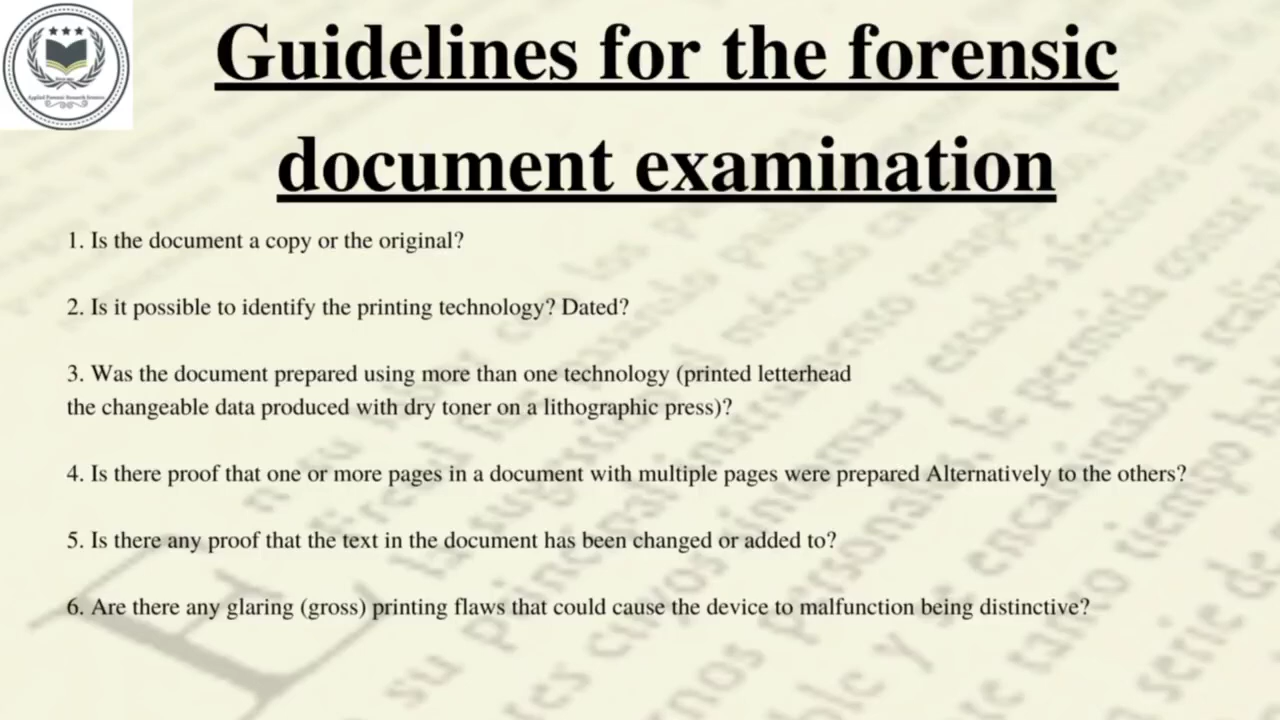 Applied Forensic Research Sciences
Guidelines for the forensic
document examination
1. Is the document a copy or the original?
2. Is it possible to identify the printing technology? Dated?
3. Was the document prepared using more than one technology (printed letterhead
the changeable data produced with dry toner on a lithographic press)?
4. Is there proof that one or more pages in a document with multiple pages were prepared Alternatively to the others?
5. Is there any proof that the text in the document has been changed or added to?
6. Are there any glaring (gross) printing flaws that could cause the device to malfunction being distinctive?